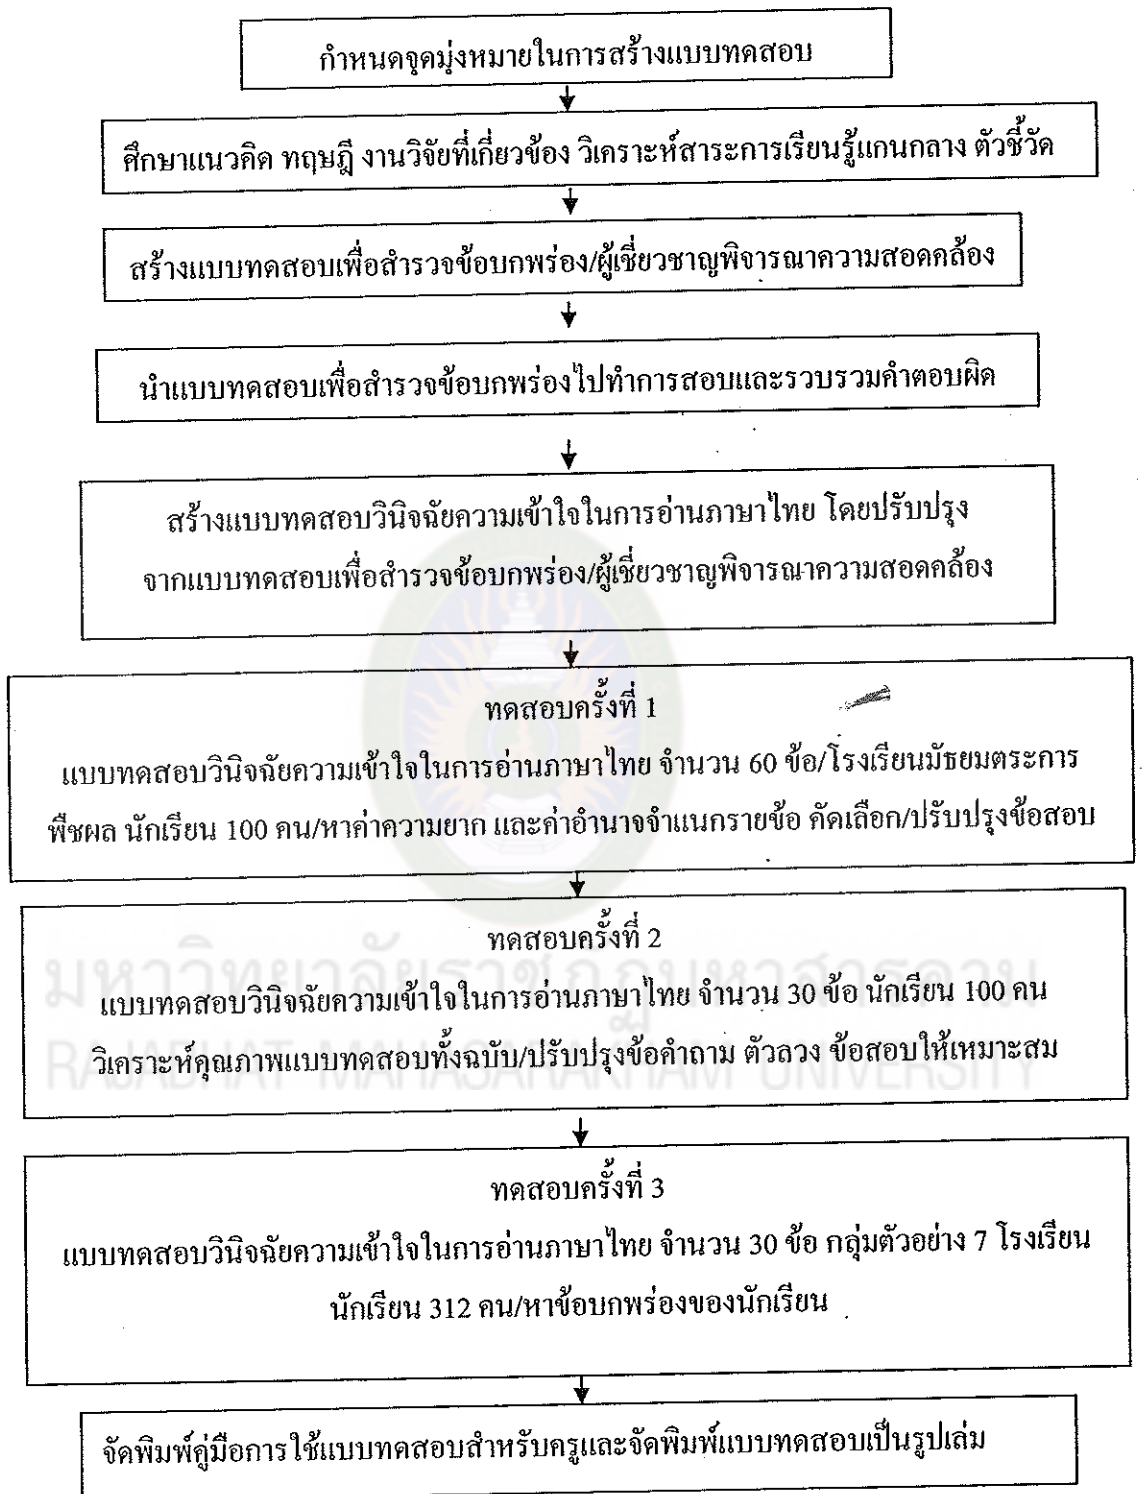 กำหนดจุดมุ่งหมายในการสร้างแบบทดสอบ
ศึกษาแนวคิด ทฤษฎี งานวิจัยที่เกี่ยวข้อง วิเคราะห์สาระการเรียนรู้แกนกลาง ตัวชี้วัด
สร้างแบบทดสอบเพื่อสำรวจข้อบกพร่อง/ผู้เชี่ยวชาญพิจารณาความสอดคล้อง
นำแบบทดสอบเพื่อสำรวจข้อบกพร่องไปทำการสอบและรวบรวมคำตอบผิด
สร้างแบบทดสอบวินิจฉัยความเข้าใจในการอ่านภาษาไทย โดยปรับปรุง
จากแบบทดสอบเพื่อสำรวจข้อบกพร่อง/ผู้เชี่ยวชาญพิจารณาความสอดคล้อง
ทดสอบครั้งที่ 1
แบบทดสอบวินิจฉัยความเข้าใจในการอ่านภาษาไทย จำนวน 60 ข้อ/โรงเรียนมัธยมตระการ
พืชผล นักเรียน 100 คน/หาค่าความยาก และค่าอำนาจจำแนกรายข้อ คัดเลือก/ปรับปรุงข้อสอบ
ทดสอบครั้งที่ 2
แบบทดสอบวินิจฉัยความเข้าใจในการอ่านภาษาไทย จำนวน 30 ข้อ นักเรียน 100 คน
วิเคราะห์คุณภาพแบบทดสอบทั้งฉบับ/ปรับปรุงข้อคำถาม ตัวลวง ข้อสอบให้เหมาะสม
มหาวิทยาลัยราชภัฏมหาสารคาม
RAJABHAT MAHASARAKHAM UNIVERSITY
ทดสอบครั้งที่ 3
แบบทดสอบวินิจฉัยความเข้าใจในการอ่านภาษาไทย จำนวน 30 ข้อ กลุ่มตัวอย่าง 7 โรงเรียน
นักเรียน 312 คน/หาข้อบกพร่องของนักเรียน
จัดพิมพ์คู่มือการใช้แบบทดสอบสำหรับครูและจัดพิมพ์แบบทดสอบเป็นรูปเล่ม